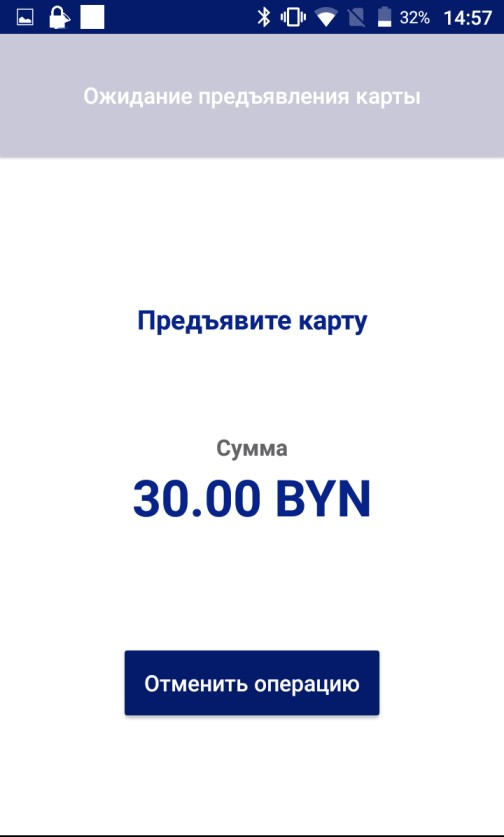 32% 14:57
Ожидание предъявления карты
Предъявите карту
Сумма
30.00 BYN
Отменить операцию